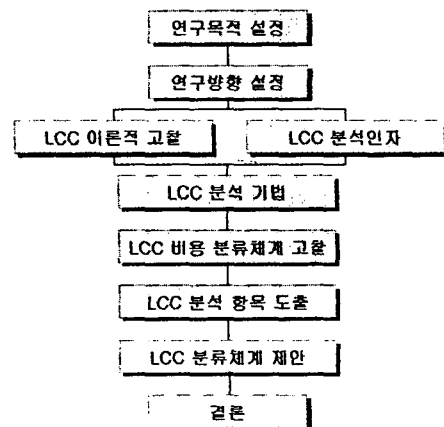 연구목적 설정
연구방향 설정
LCC 이론적 고찰
LCC 분석인자
LCC 분석 기법
LCC 비용 분류체계 고찰
LCC 분석 항목 도출
LCC 분류체계 제안
결론